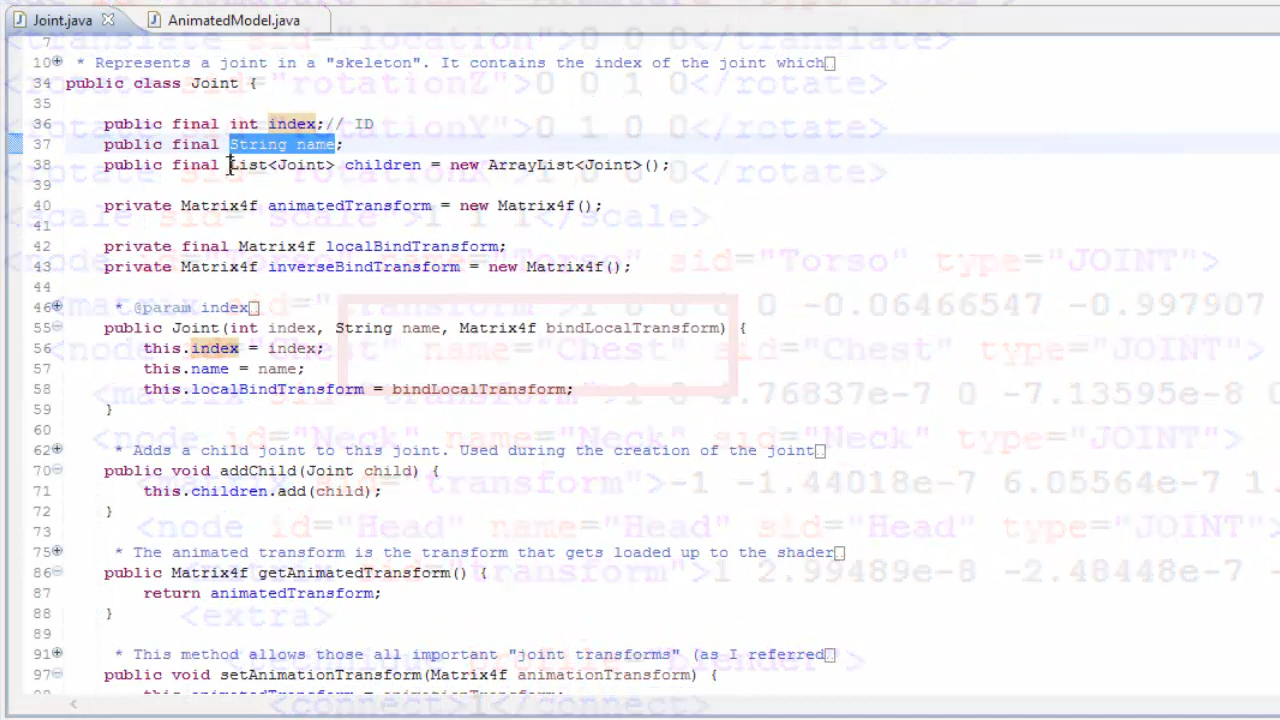 Joint.java
AnimatedModel.java
7
<translate sid="location">0 0 0</translate>
10 * Represents a joint in a "skeleton". It contains the index of the joint which
34 public class Joint {
<rotate sid="rotationZ">0 0 1 0</rotate>
35
36 public final int index;// ID
<rotate sid="rotationY">0 1 0 0</rotate>
37 public final String name;
38 public final List<Joint> children = new ArrayList<Joint>();
39
40 private Matrix4f animatedTransform = new Matrix4f();
<scale sid="scale">1 1 1</scale>
41
42 private final Matrix4f localBindTransform;
43 private Matrix4f inverseBindTransform = new Matrix4f();
<node id="Torso" name="Torso" sid="Torso" type="JOINT">
44
46 * @param index
<matrix sid="transform">1 0 0 0 0 -0.06466547 -0.997907
55 public Joint(int index, String name, Matrix4f bindLocalTransform) {
56 this.index = index;
<node id="Chest" name="Chest" sid="Chest" type="JOINT">
57 this.name = name;
58 this.localBindTransform = bindLocalTransform;
<matrix sid="transform">1 0 4.76837e-7 0 -7.13595e-8 0
59 }
60
<node id="Neck" name="Neck" sid="Neck" type="JOINT">
62 * Adds a child joint to this joint. Used during the creation of the joint
70 public void addChild(Joint child) {
<matrix sid="transform">-1 -1.44018e-7 6.05564e-7 1.
71 this.children.add(child);
72 }
<node id="Head" name="Head" sid="Head" type="JOINT">
73
75 * The animated transform is the transform that gets loaded up to the shader
86 public Matrix4f getAnimatedTransform() {
<matrix sid="transform">1 2.99489e-8 -2.48448e-7 -
87 return animatedTransform;
88 }
<extra>
89
91 * This method allows those all important "joint transforms" (as I referred
97 public void setAnimationTransform(Matrix4f animationTransform) {
98 this.animatedTransform = animationTransform;
<connect>1</connect>